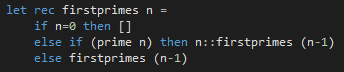 let rec firstprimes n =
    if n=0 then []
    else if (prime n) then n::firstprimes (n-1)
    else firstprimes (n-1)